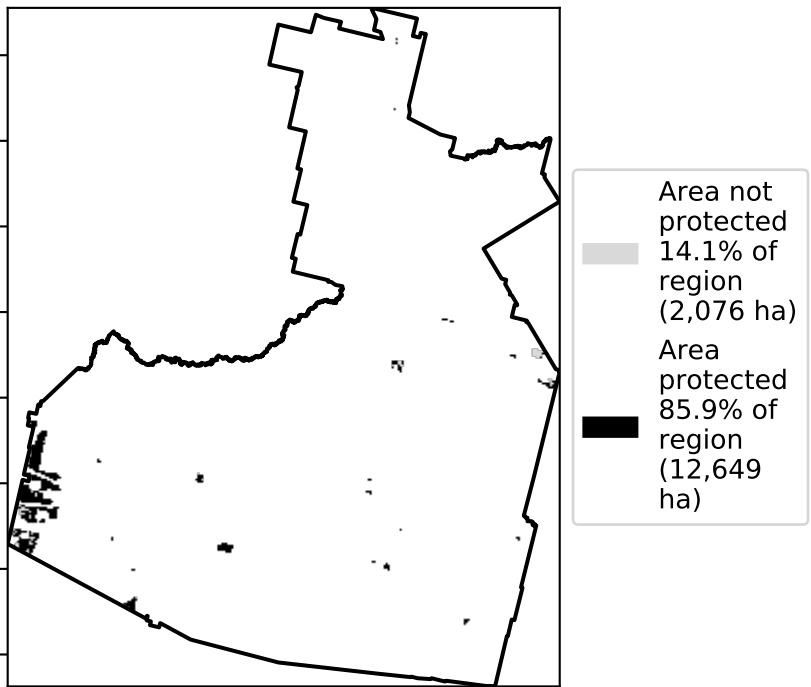 Area not
protected
14.1% of
region
(2,076 ha)
Area
protected
85.9% of
region
(12,649
ha)